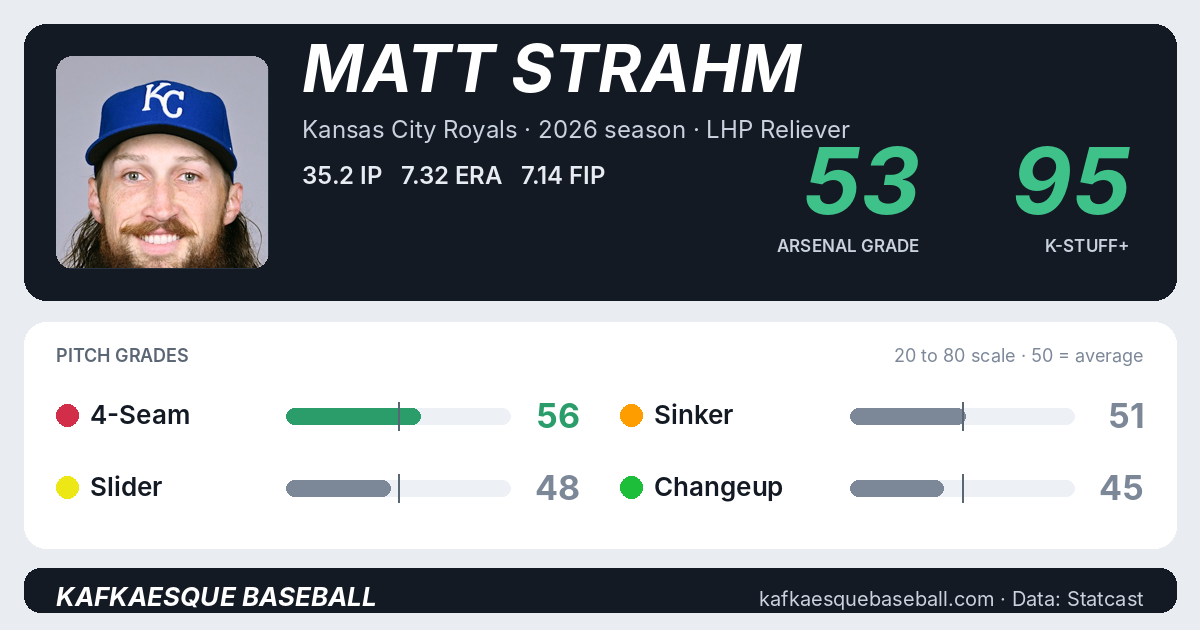 KC
MATT STRAHM
Kansas City Royals · 2026 season · LHP Reliever
35.2 IP 7.32 ERA 7.14 FIP
53 95
ARSENAL GRADE K-STUFF+
PITCH GRADES 20 to 80 scale · 50 = average
4-Seam 56 Sinker 51
Slider 48 Changeup 45
KAFKAESQUE BASEBALL kafkaesquebaseball.com · Data: Statcast